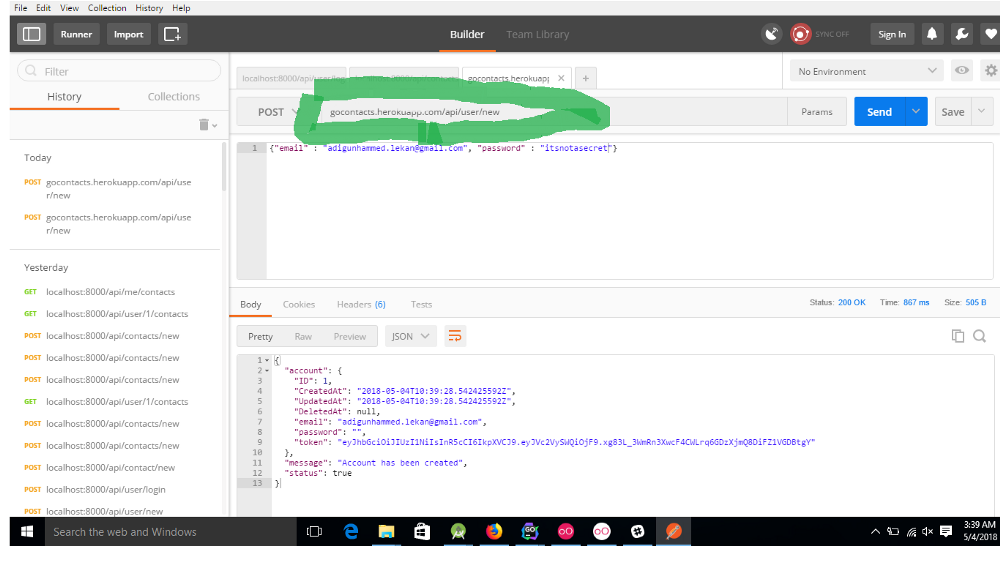 File Edit View Collection History Help
Runner Import Builder Team Library SYNC OFF Sign In
Filter
History Collections
Today
POST gocontacts.herokuapp.com/api/use
r/new
POST gocontacts.herokuapp.com/api/use
r/new
Yesterday
GET localhost:8000/api/me/contacts
GET localhost:8000/api/user/1/contacts
POST localhost:8000/api/contacts/new
POST localhost:8000/api/contacts/new
POST localhost:8000/api/contacts/new
GET localhost:8000/api/user/1/contacts
POST localhost:8000/api/contacts/new
POST localhost:8000/api/contacts/new
POST localhost:8000/api/contact/new
POST localhost:8000/api/user/login
POST localhost:8000/api/user/new
gocontacts.herokuapp
No Environment
POST gocontacts.herokuapp.com/api/user/new Params Send Save
1 {"email" : "adigunhammed.lekan@gmail.com", "password" : "itsnotasecret"}
Body Cookies Headers (6) Tests Status: 200 OK Time: 867 ms Size: 505 B
Pretty Raw Preview JSON
1 {
2 "account": {
3 "ID": 1,
4 "CreatedAt": "2018-05-04T10:39:28.542425592Z",
5 "UpdatedAt": "2018-05-04T10:39:28.542425592Z",
6 "DeletedAt": null,
7 "email": "adigunhammed.lekan@gmail.com",
8 "password": "",
9 "token": "eyJhbGciOiJIUzI1NiIsInR5cCI6IkpXVCJ9.eyJVc2VySWQiOjF9.xg83L_3WmRn3XwcF4CWLrq6GDzXjmQ8DiFZ1VGDBtgY"
10 },
11 "message": "Account has been created",
12 "status": true
13 }
Search the web and Windows
3:39 AM
5/4/2018